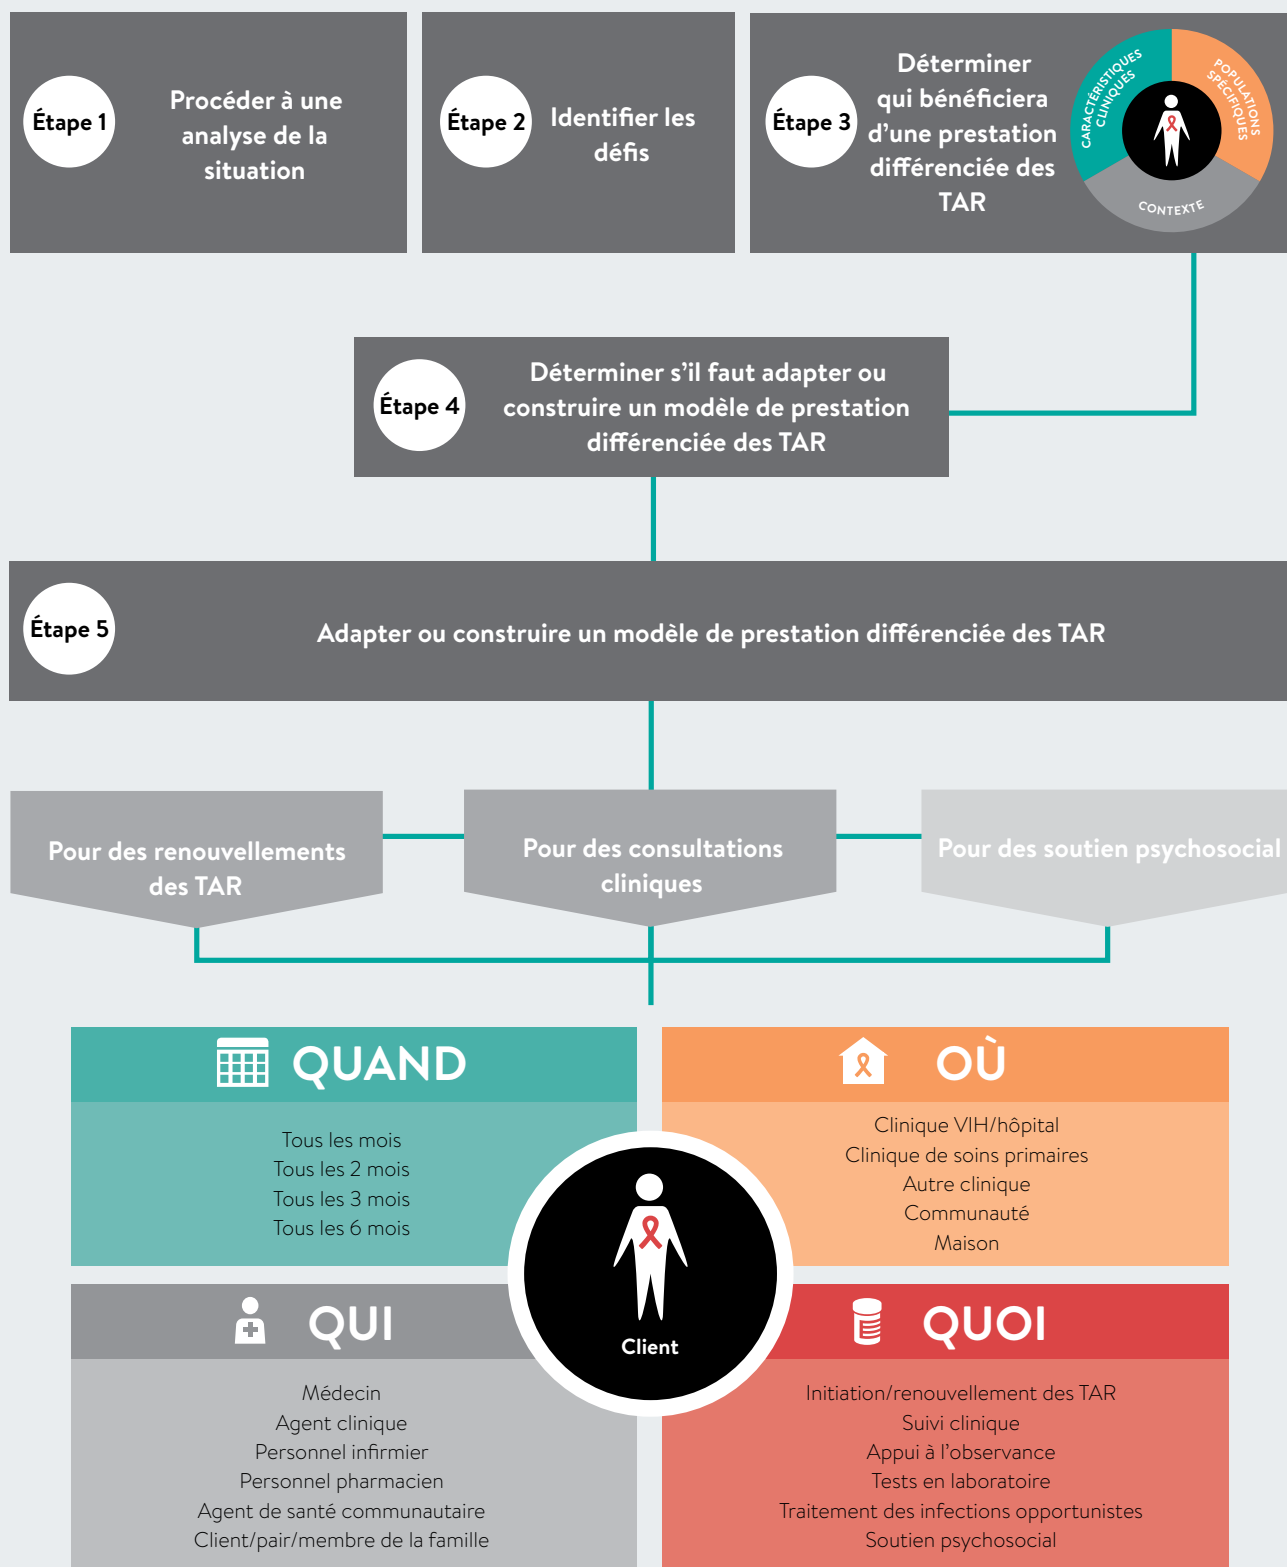 Étape 1
Procéder à une
analyse de la
situation
Étape 2
Identifier les
défis
Étape 3
Déterminer
qui bénéficiera
d’une prestation
différenciée des
TAR
CARACTÉRISTIQUES
CLINIQUES
POPULATIONS
SPÉCIFIQUES
CONTEXTE
Étape 4
Déterminer s’il faut adapter ou
construire un modèle de prestation
différenciée des TAR
Étape 5
Adapter ou construire un modèle de prestation différenciée des TAR
Pour des renouvellements
des TAR
Pour des consultations
cliniques
Pour des soutien psychosocial
QUAND
Tous les mois
Tous les 2 mois
Tous les 3 mois
Tous les 6 mois
OÙ
Clinique VIH/hôpital
Clinique de soins primaires
Autre clinique
Communauté
Maison
Client
QUI
Médecin
Agent clinique
Personnel infirmier
Personnel pharmacien
Agent de santé communautaire
Client/pair/membre de la famille
QUOI
Initiation/renouvellement des TAR
Suivi clinique
Appui à l’observance
Tests en laboratoire
Traitement des infections opportunistes
Soutien psychosocial